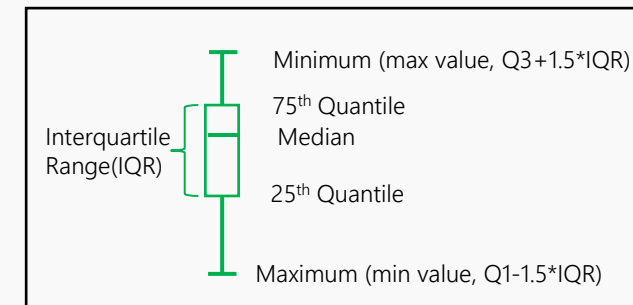 Minimum (max value, Q3+1.5*IQR)
75th Quantile
Interquartile Range(IQR)
Median
25th Quantile
Maximum (min value, Q1-1.5*IQR)